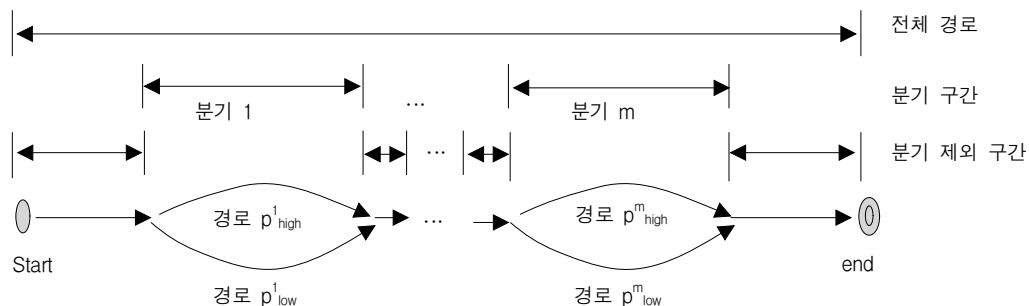 전체 경로
분기 1
...
분기 m
분기 구간
...
분기 제외 구간
경로 p¹high
...
경로 pᵐhigh
Start
end
경로 p¹low
경로 pᵐlow